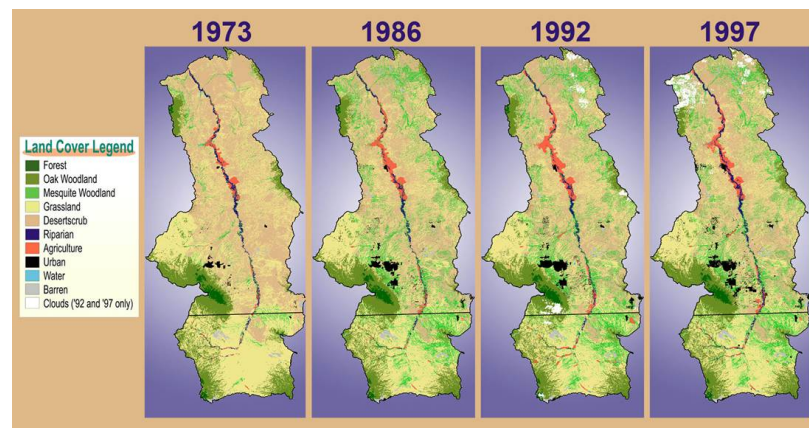 1973
1986
1992
1997
Land Cover Legend
Forest
Oak Woodland
Mesquite Woodland
Grassland
Desertscrub
Riparian
Agriculture
Urban
Water
Barren
Clouds ('92 and '97 only)